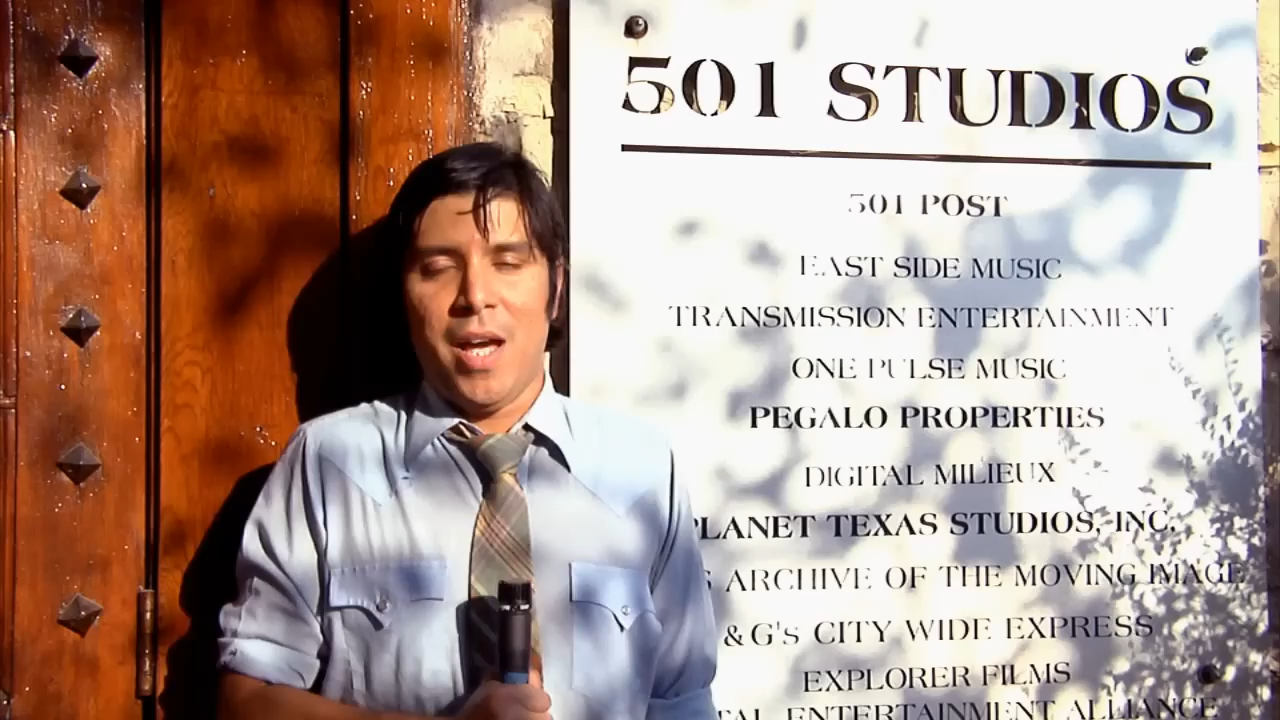 501 STUDIOS
501 POST
EAST SIDE MUSIC
TRANSMISSION ENTERTAINMENT
ONE PULSE MUSIC
PEGALO PROPERTIES
DIGITAL MILIEUX
PLANET TEXAS STUDIOS, INC.
ARCHIVE OF THE MOVING IMAGE
&G's CITY WIDE EXPRESS
EXPLORER FILMS
ENTERTAINMENT ALLIANCE